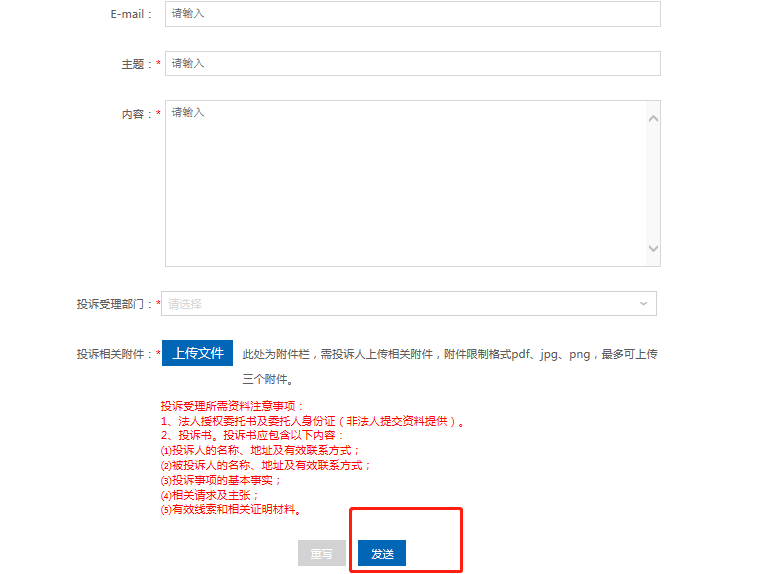 E-mail：
请输入
主题：*
请输入
内容：*
请输入
投诉受理部门：*
请选择
投诉相关附件：*
上传文件
此处为附件栏，需投诉人上传相关附件，附件限制格式pdf、jpg、png，最多可上传
三个附件。
投诉受理所需资料注意事项：
1、法人授权委托书及委托人身份证（非法人提交资料提供）。
2、投诉书。投诉书应包含以下内容：
⑴投诉人的名称、地址及有效联系方式；
⑵被投诉人的名称、地址及有效联系方式；
⑶投诉事项的基本事实；
⑷相关请求及主张；
⑸有效线索和相关证明材料。
重写
发送